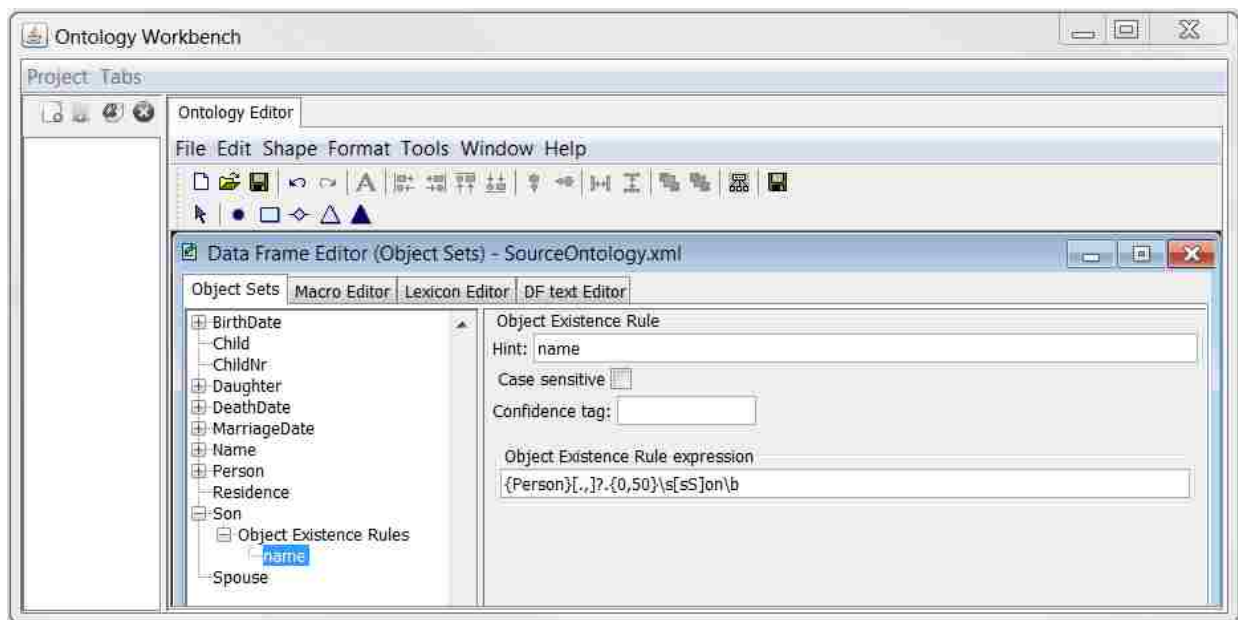 Ontology Workbench
Project Tabs
Ontology Editor
File Edit Shape Format Tools Window Help
A
Data Frame Editor (Object Sets) - SourceOntology.xml
Object Sets Macro Editor Lexicon Editor DF text Editor
BirthDate
Child
ChildNr
Daughter
DeathDate
MarriageDate
Name
Person
Residence
Son
Object Existence Rules
name
Spouse
Object Existence Rule
Hint: name
Case sensitive
Confidence tag:
Object Existence Rule expression
{Person}[.,]?.{0,50}\s[sS]on\b